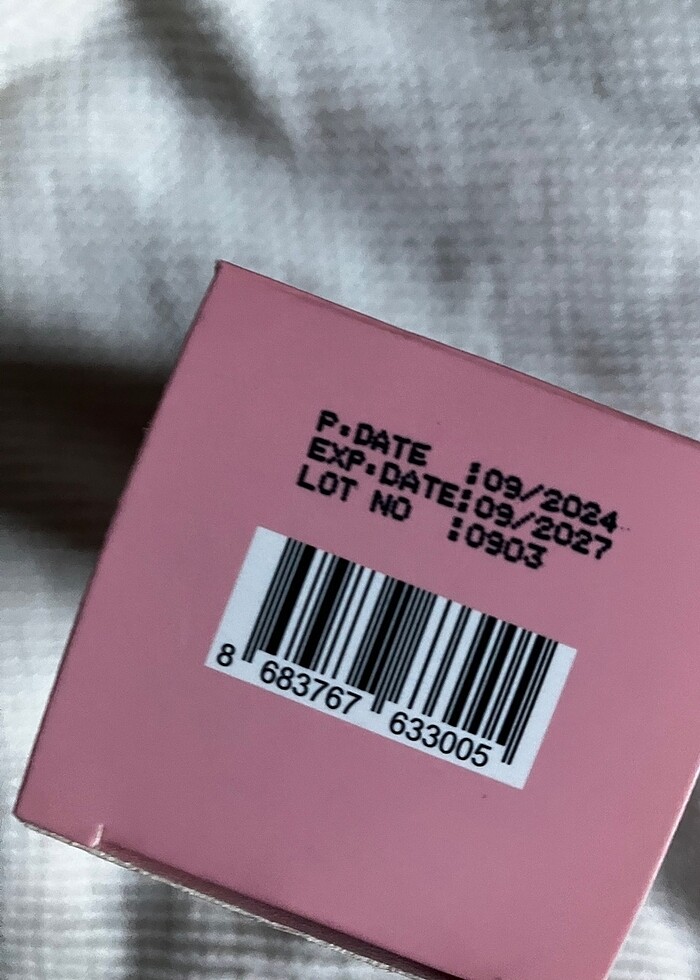 P:DATE :09/2024
EXP:DATE:09/2027
LOT NO :0903
8 683767 633005